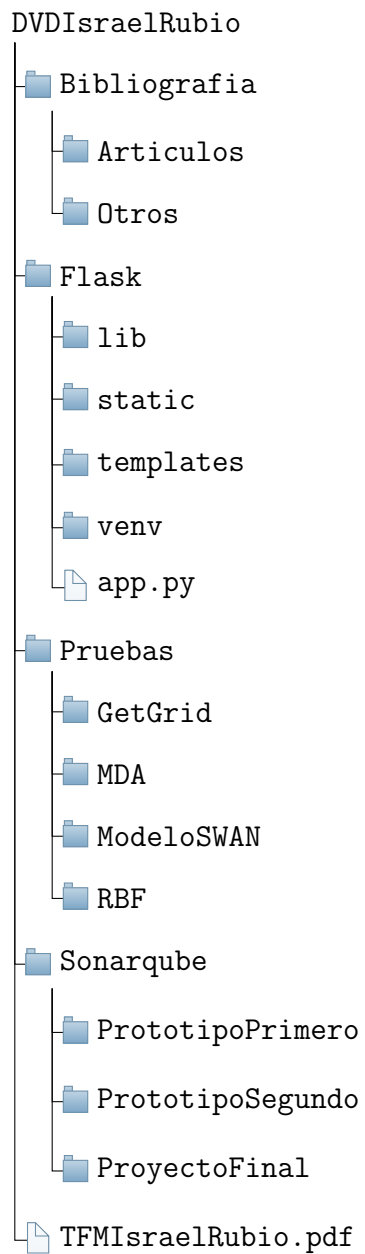 DVDIsraelRubio
Bibliografia
Articulos
Otros
Flask
lib
static
templates
venv
app.py
Pruebas
GetGrid
MDA
ModeloSWAN
RBF
Sonarqube
PrototipoPrimero
PrototipoSegundo
ProyectoFinal
TFMIsraelRubio.pdf